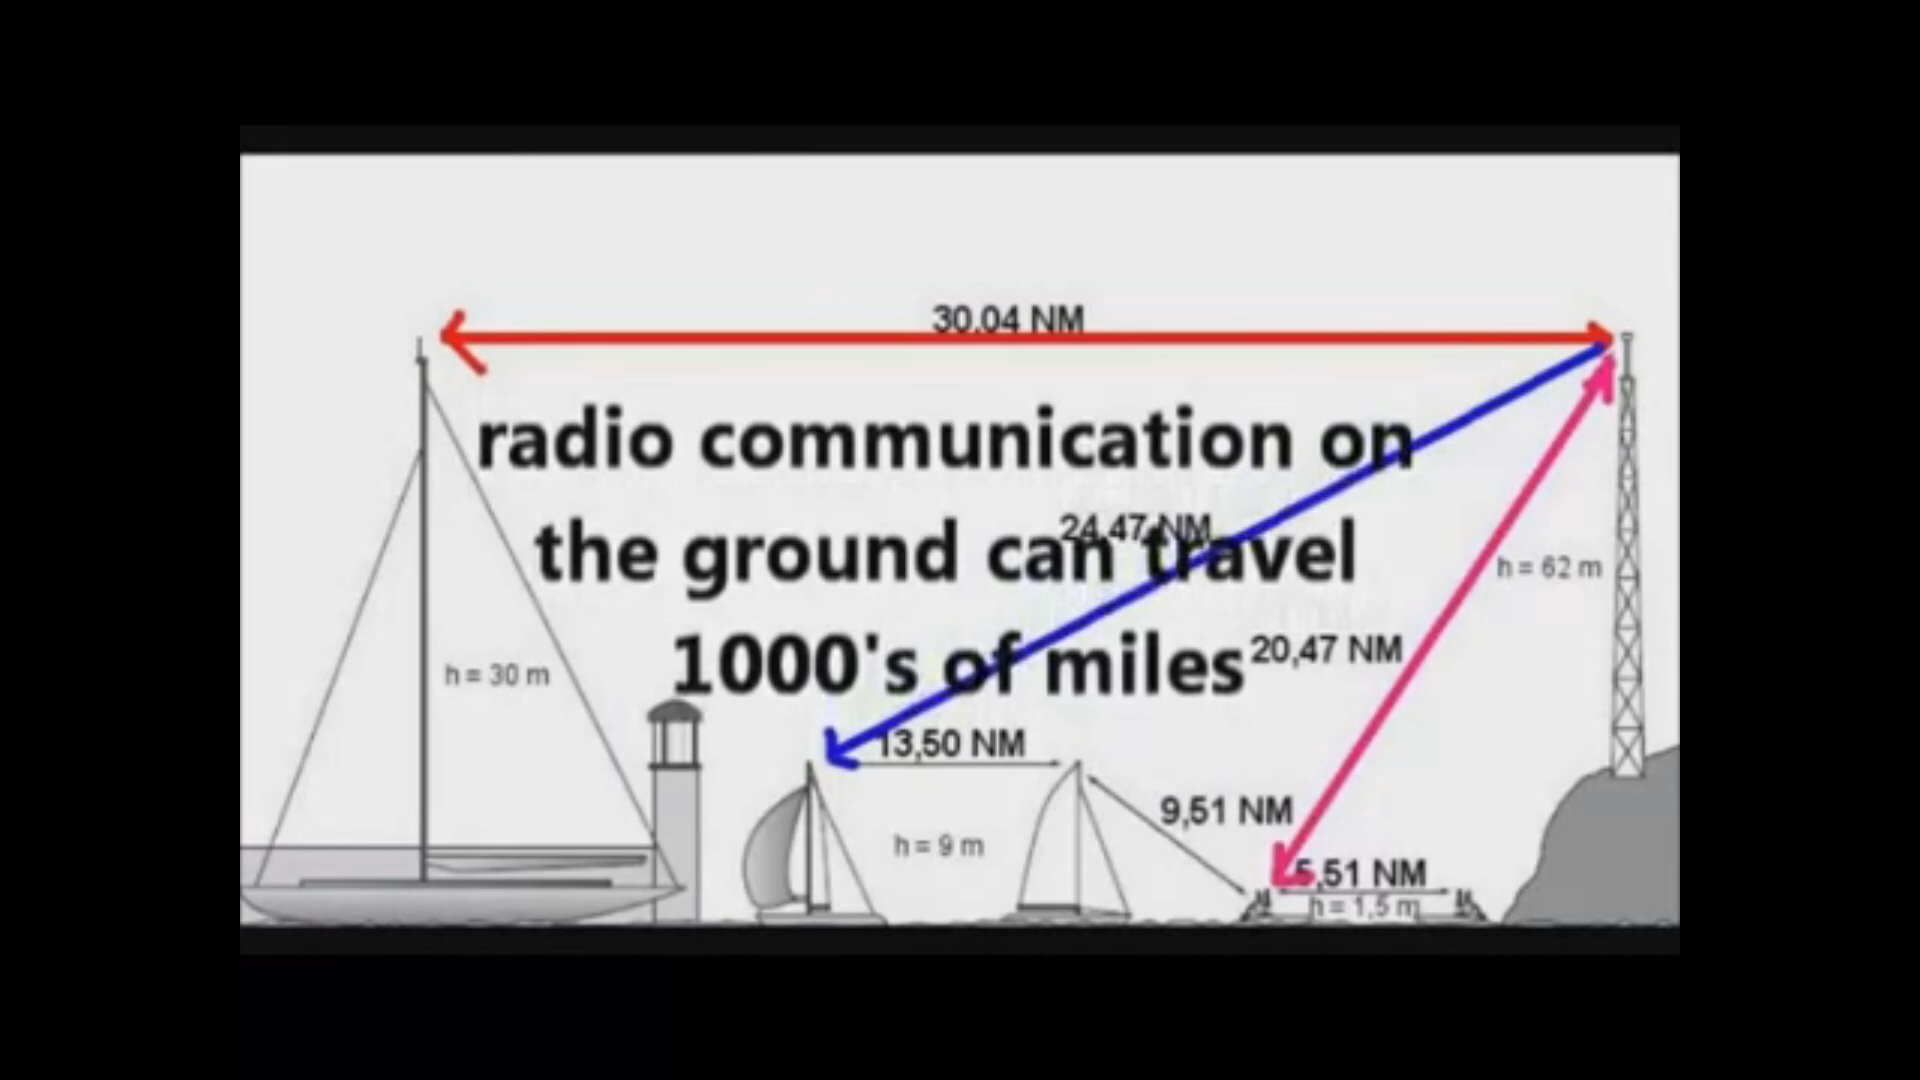 30.04 NM
radio communication on
24,47 NM
the ground can travel
h = 62 m
1000's of miles
20,47 NM
h = 30 m
13,50 NM
9,51 NM
h = 9 m
5,51 NM
h = 1,5 m